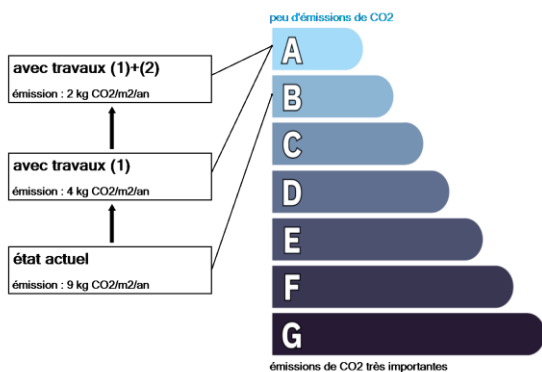 peu d'émissions de CO2
avec travaux (1)+(2)
émission : 2 kg CO2/m2/an
avec travaux (1)
émission : 4 kg CO2/m2/an
état actuel
émission : 9 kg CO2/m2/an
A
B
C
D
E
F
G
émissions de CO2 très importantes